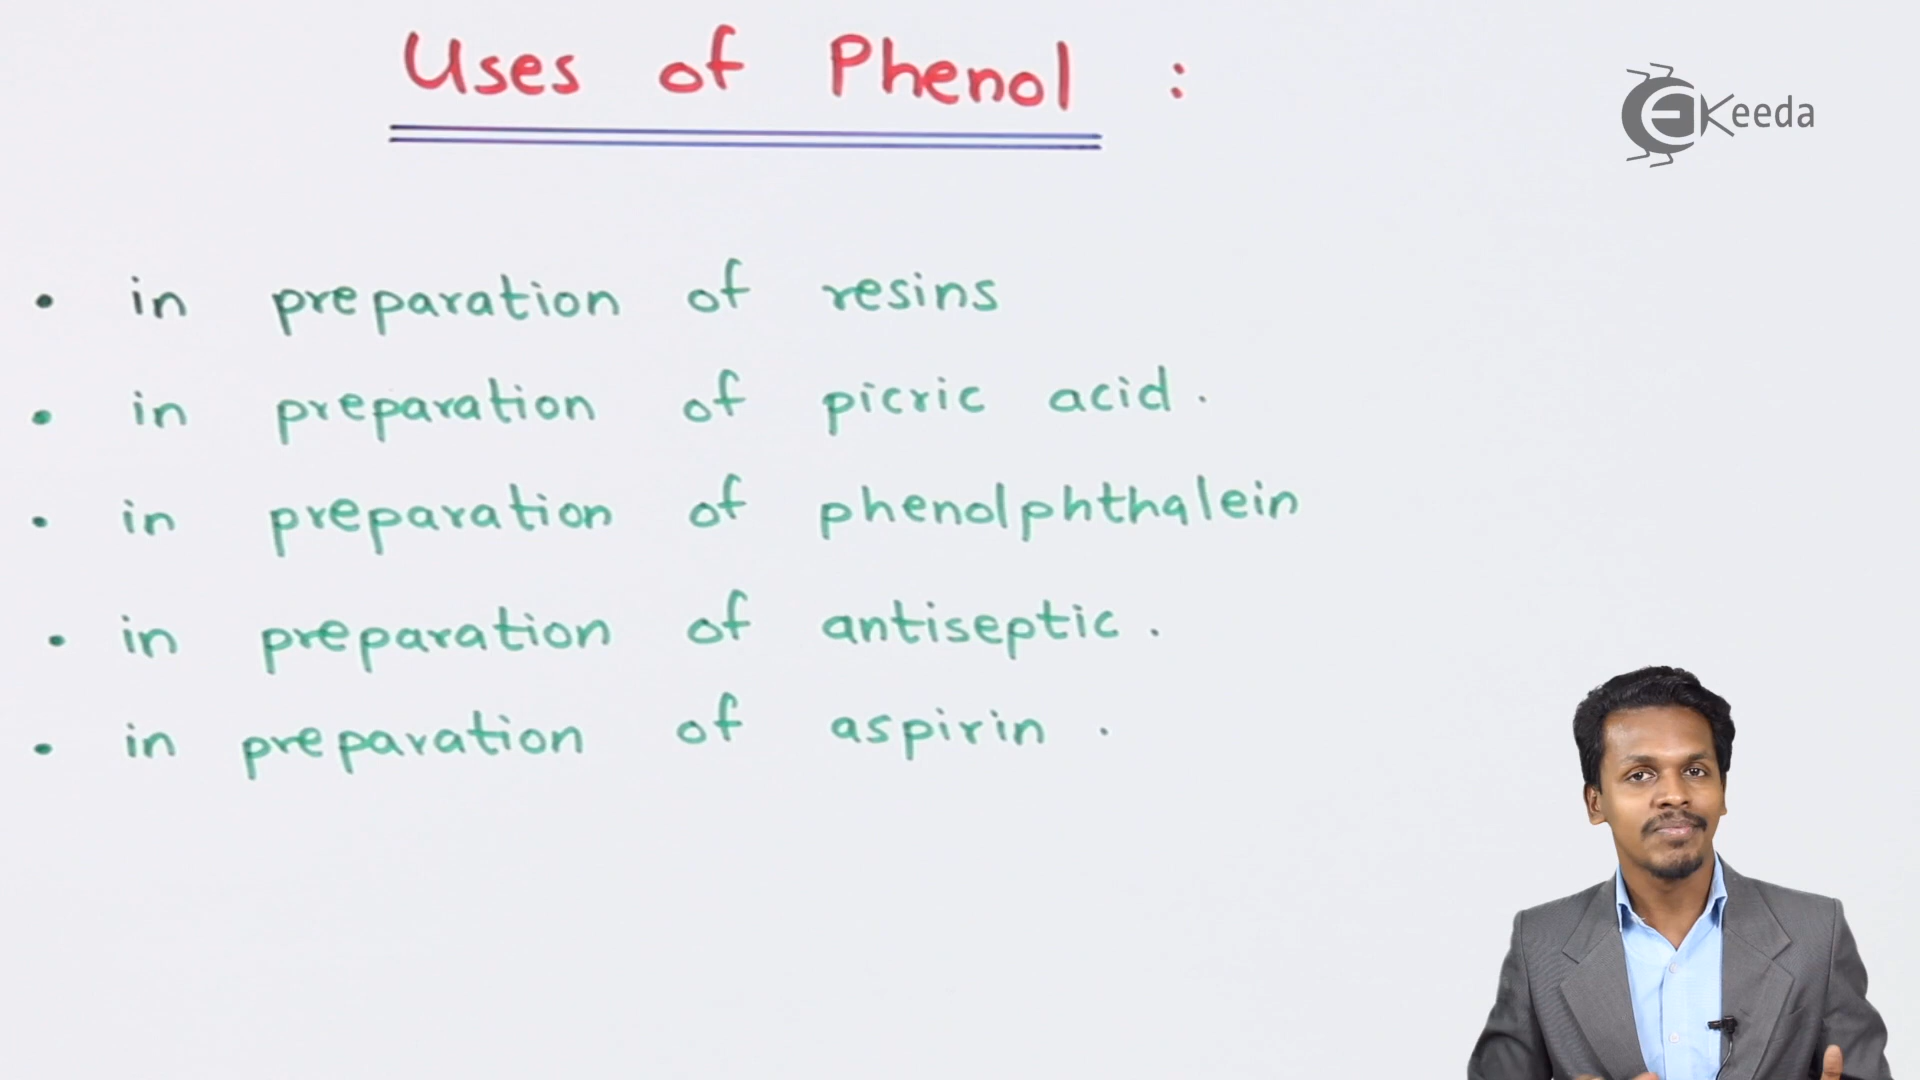 Uses of Phenol :
EKeeda
• in preparation of resins
• in preparation of picric acid.
• in preparation of phenolphthalein
• in preparation of antiseptic.
• in preparation of aspirin.